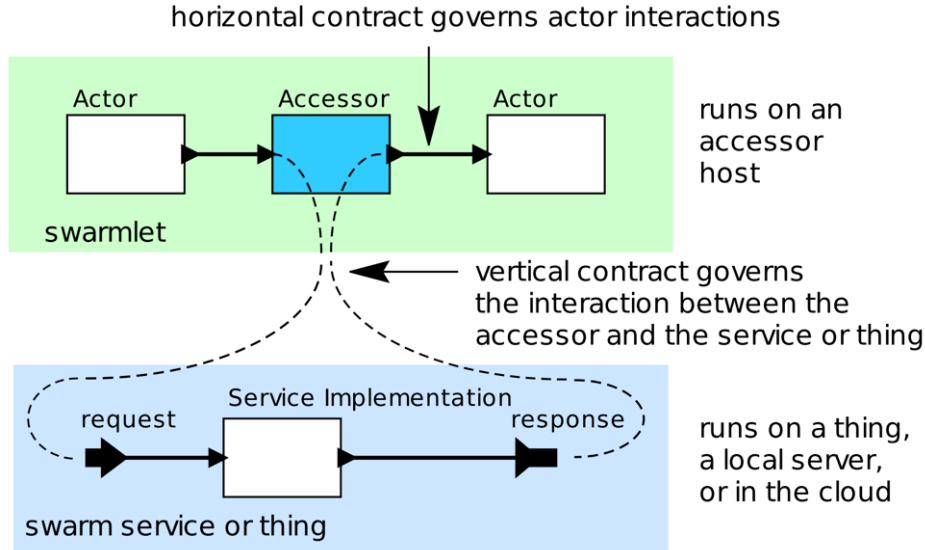 horizontal contract governs actor interactions
Actor
Accessor
Actor
runs on an
accessor
host
swarmlet
vertical contract governs
the interaction between the
accessor and the service or thing
Service Implementation
request
response
runs on a thing,
a local server,
or in the cloud
swarm service or thing